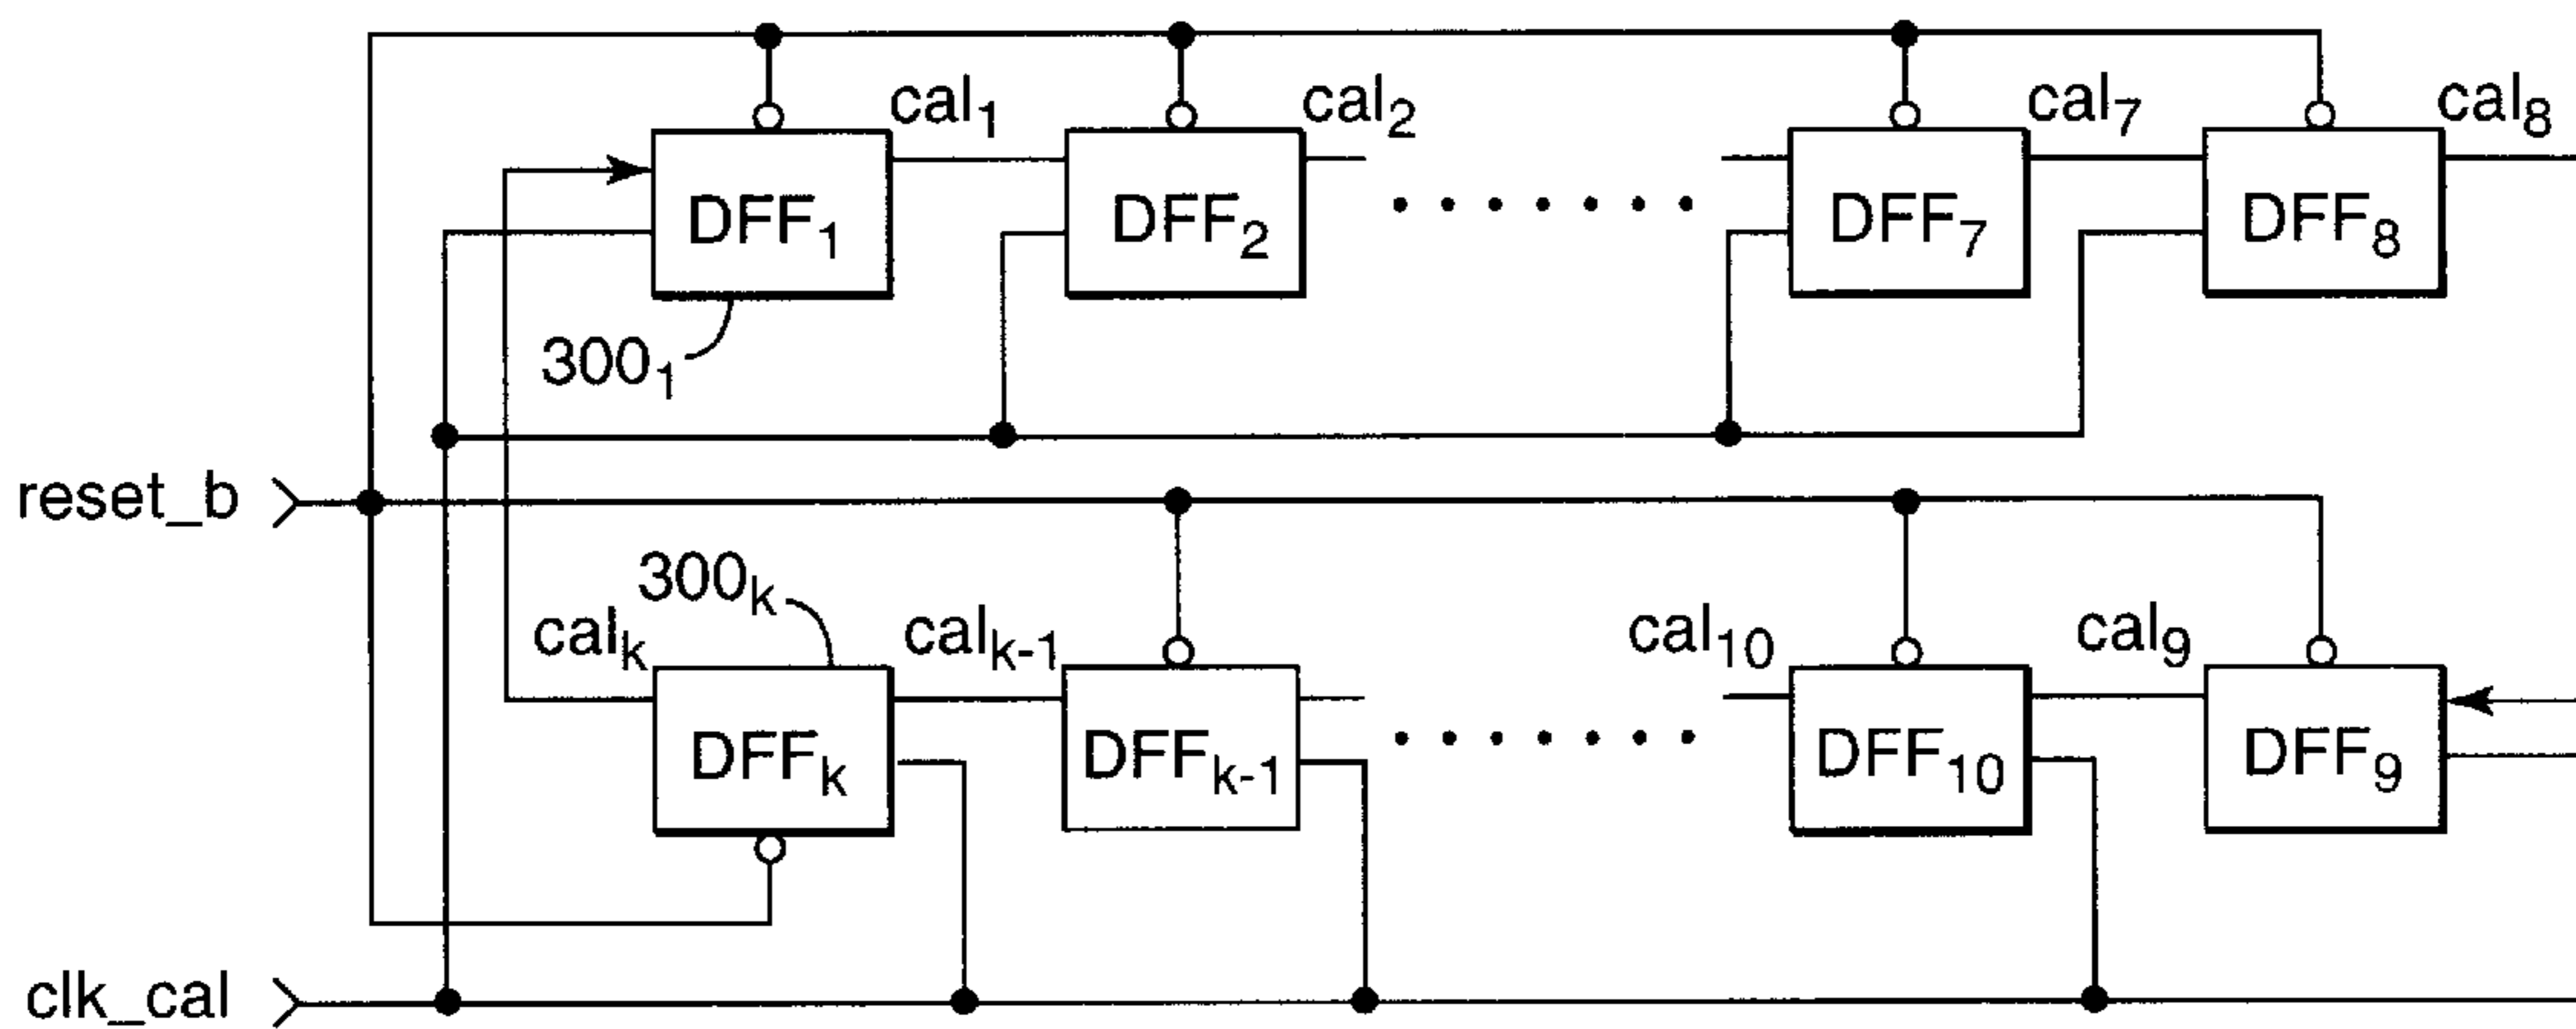 cal1 cal2 cal7 cal8
DFF1 DFF2 DFF7 DFF8
3001
reset_b
300k
calk calk-1 cal10 cal9
DFFk DFFk-1 DFF10 DFF9
clk_cal